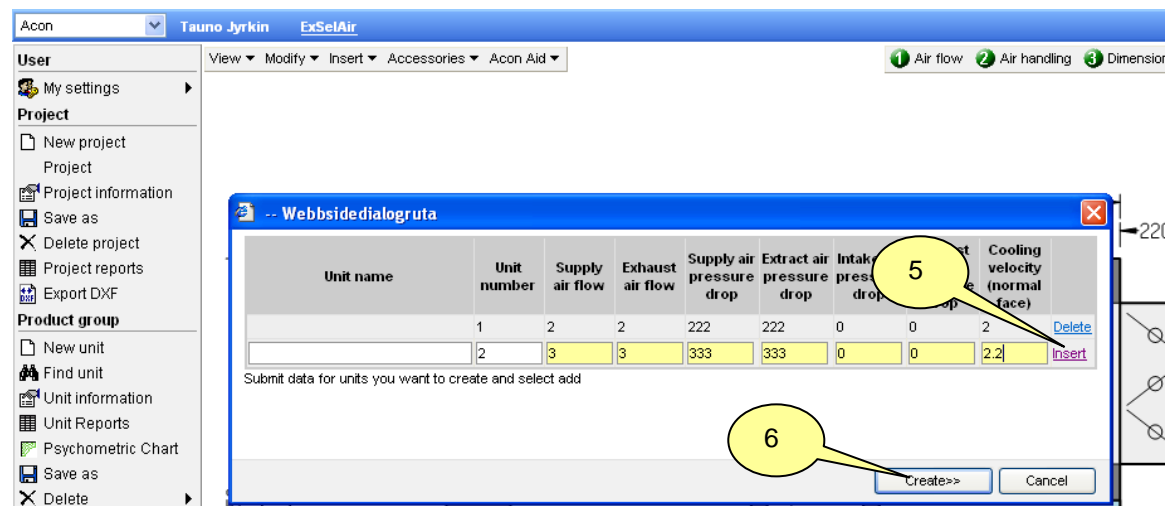 Acon Tauno Jyrkin ExSelAir
User
View Modify Insert Accessories Acon Aid
1 Air flow 2 Air handling 3 Dimension
My settings
Project
New project
Project
Project information
Save as
Delete project
Project reports
Export DXF
Product group
New unit
Find unit
Unit information
Unit Reports
Psychometric Chart
Save as
Delete
-- Webbsidedialogruta
220
Unit name
Unit number
Supply air flow
Exhaust air flow
Supply air pressure drop
Extract air pressure drop
Cooling velocity (normal face)
1 2 2 222 222 0 0 2 Delete
2 3 3 333 333 0 0 2.2 Insert
Submit data for units you want to create and select add
5
6
Create>> Cancel